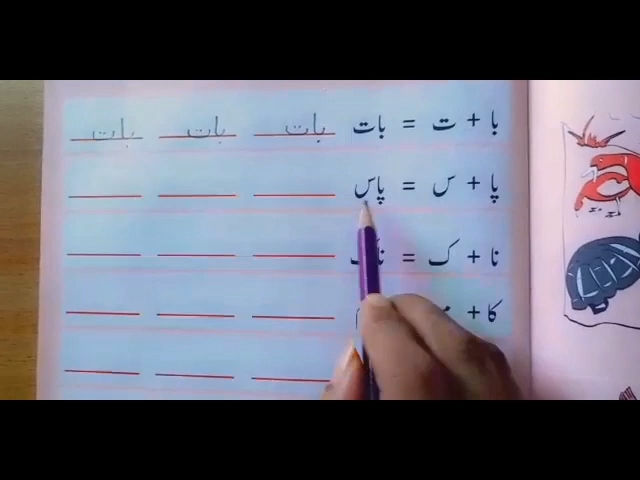 با + ت = بات بات بات بات
پا + س = پاس
نا + ک =
کا +